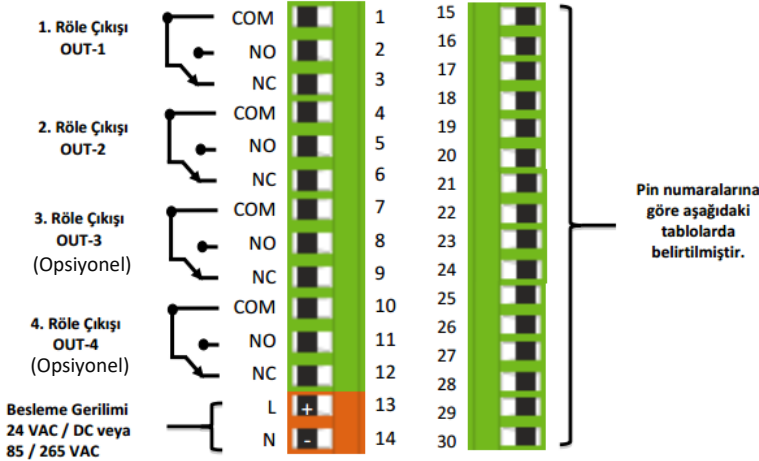 1. Röle Çıkışı
OUT-1
COM 1
NO 2
NC 3
2. Röle Çıkışı
OUT-2
COM 4
NO 5
NC 6
3. Röle Çıkışı
OUT-3
(Opsiyonel)
COM 7
NO 8
NC 9
4. Röle Çıkışı
OUT-4
(Opsiyonel)
COM 10
NO 11
NC 12
Besleme Gerilimi
24 VAC / DC veya
85 / 265 VAC
L + 13
N - 14
15
16
17
18
19
20
21
22
23
24
25
26
27
28
29
30
Pin numaralarına
göre aşağıdaki
tablolarda
belirtilmiştir.